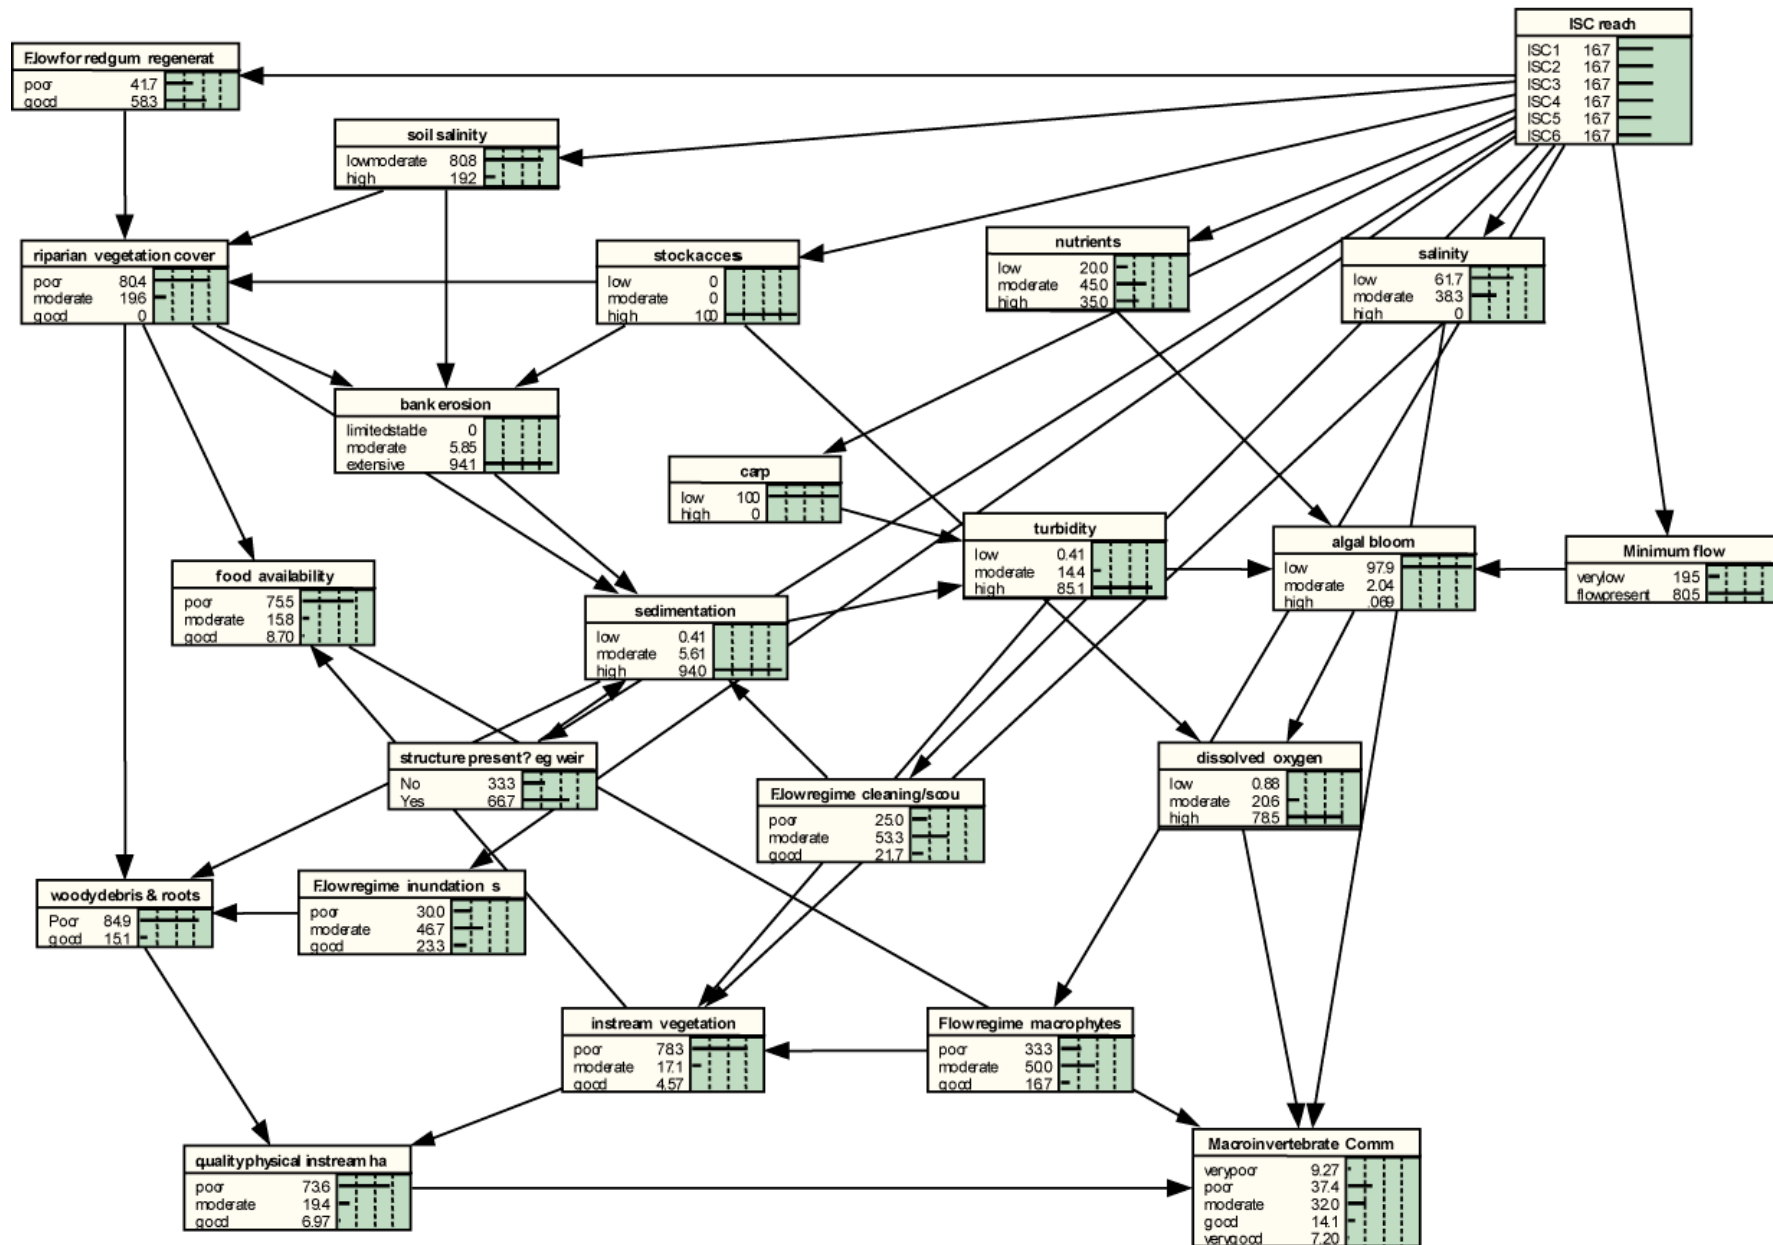 ISC reach
ISC1 16.7
ISC2 16.7
ISC3 16.7
ISC4 16.7
ISC5 16.7
ISC6 16.7
Flow for redgum regenerat
poor 41.7
good 58.3
soil salinity
lowmoderate 80.8
high 19.2
riparian vegetation cover
poor 80.4
moderate 19.6
good 0
stock access
low 0
moderate 0
high 100
nutrients
low 20.0
moderate 45.0
high 35.0
salinity
low 61.7
moderate 38.3
high 0
bank erosion
limitedstable 0
moderate 5.85
extensive 94.1
carp
low 100
high 0
turbidity
low 0.41
moderate 14.4
high 85.1
algal bloom
low 97.9
moderate 2.04
high .069
Minimum flow
verylow 19.5
flowpresent 80.5
food availability
poor 75.5
moderate 15.8
good 8.70
sedimentation
low 0.41
moderate 5.61
high 94.0
structure present? eg weir
No 33.3
Yes 66.7
Flow regime cleaning/scou
poor 25.0
moderate 53.3
good 21.7
dissolved oxygen
low 0.88
moderate 20.6
high 78.5
woody debris & roots
Poor 84.9
good 15.1
Flow regime inundation s
poor 30.0
moderate 46.7
good 23.3
instream vegetation
poor 78.3
moderate 17.1
good 4.57
Flow regime macrophytes
poor 33.3
moderate 50.0
good 16.7
quality physical instream ha
poor 73.6
moderate 19.4
good 6.97
Macroinvertebrate Comm
verypoor 9.27
poor 37.4
moderate 32.0
good 14.1
verygood 7.20